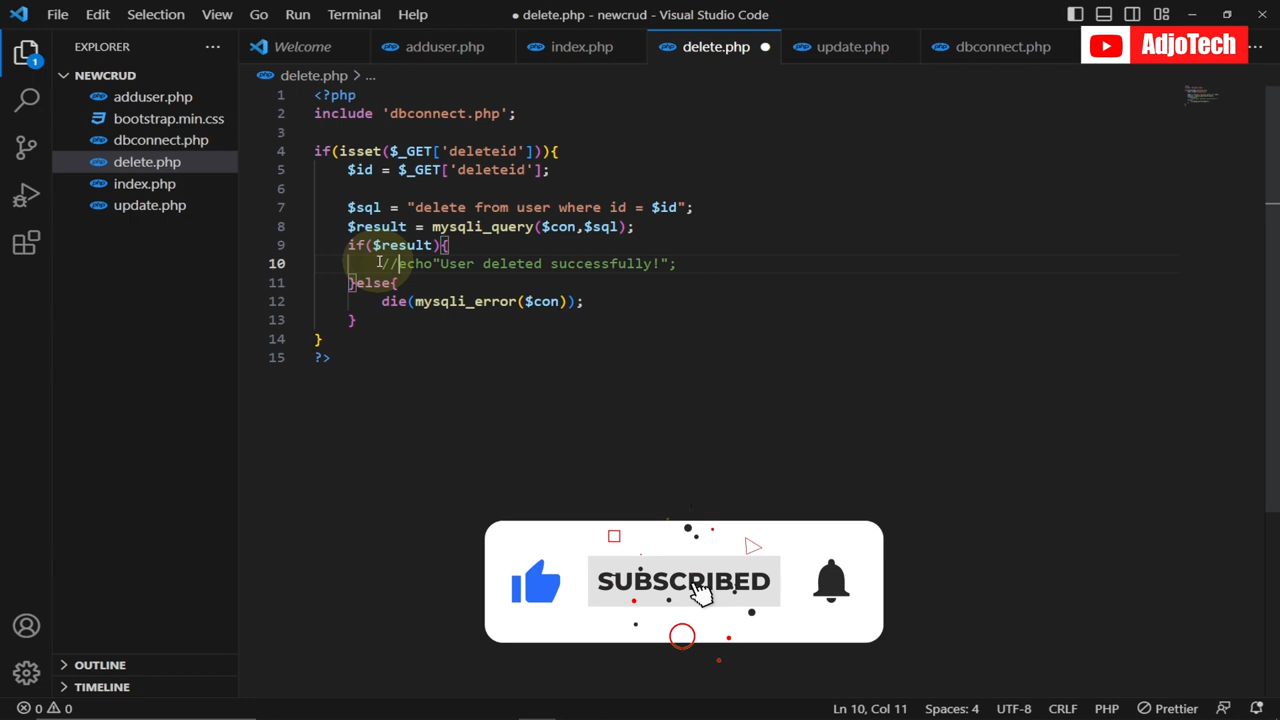 File Edit Selection View Go Run Terminal Help
● delete.php - newcrud - Visual Studio Code
EXPLORER
Welcome
adduser.php
index.php
delete.php
update.php
dbconnect.php
AdjoTech
1
NEWCRUD
adduser.php
bootstrap.min.css
dbconnect.php
delete.php
index.php
update.php
OUTLINE
TIMELINE
delete.php > ...
1 <?php
2 include 'dbconnect.php';
3
4 if(isset($_GET['deleteid'])){
5 $id = $_GET['deleteid'];
6
7 $sql = "delete from user where id = $id";
8 $result = mysqli_query($con,$sql);
9 if($result){
10 //echo"User deleted successfully!";
11 }else{
12 die(mysqli_error($con));
13 }
14 }
15 ?>
SUBSCRIBED
0 0
Ln 10, Col 11 Spaces: 4 UTF-8 CRLF PHP Prettier